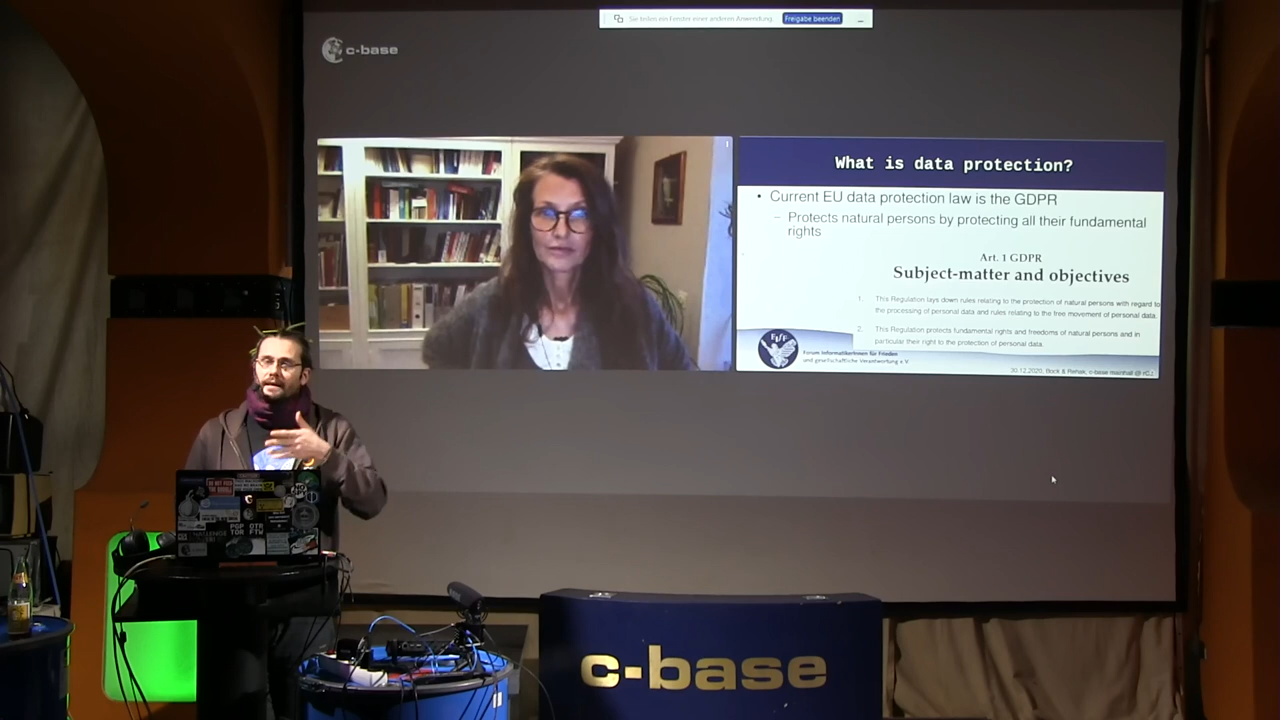 Sie teilen ein Fenster einer anderen Anwendung.
Freigabe beenden
c-base
What is data protection?
• Current EU data protection law is the GDPR
– Protects natural persons by protecting all their fundamental
rights
Art. 1 GDPR
Subject-matter and objectives
1. This Regulation lays down rules relating to the protection of natural persons with regard to
the processing of personal data and rules relating to the free movement of personal data.
2. This Regulation protects fundamental rights and freedoms of natural persons and in
particular their right to the protection of personal data.
FIfF
Forum InformatikerInnen für Frieden
und gesellschaftliche Verantwortung e.V.
30.12.2020, Bock & Rehak, c-base mainhall @ rC3
PGP OTR
TOR FTW
c-base